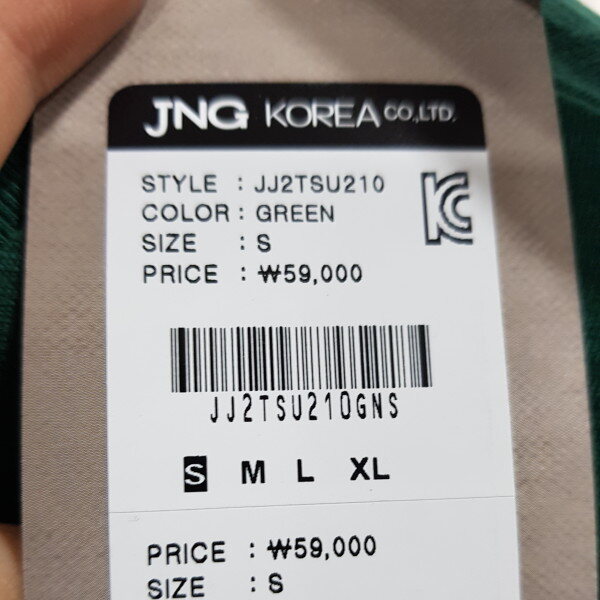 JNG KOREA CO.,LTD.
STYLE : JJ2TSU210
COLOR : GREEN
SIZE : S
PRICE : ₩59,000
JJ2TSU210GNS
S M L XL
PRICE : ₩59,000
SIZE : S